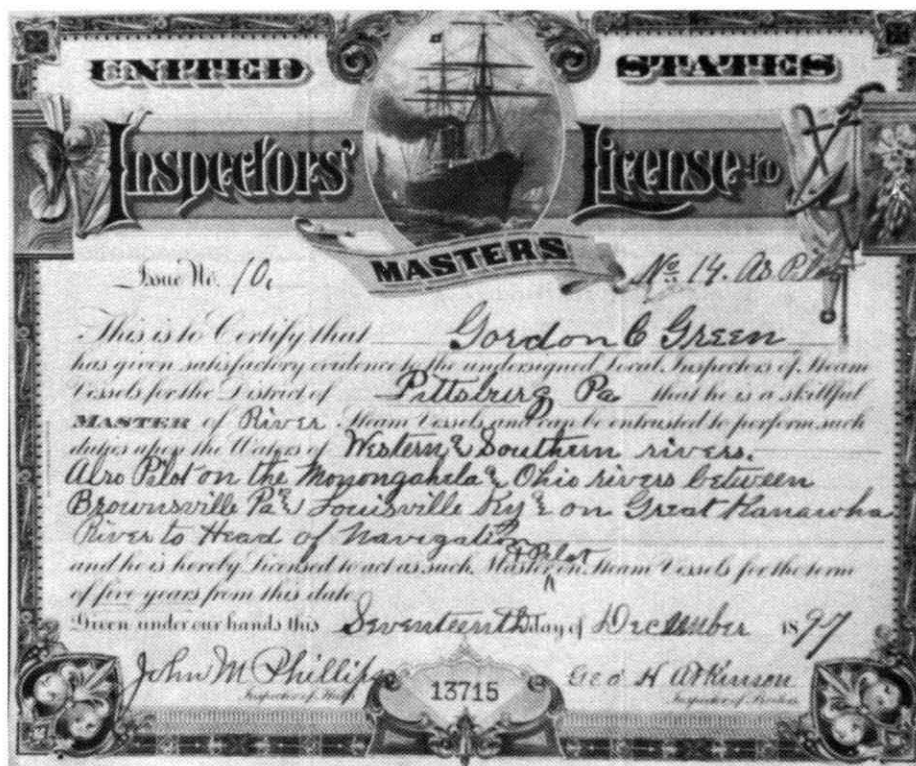 UNITED STATES
Inspectors' License to
MASTERS
Issue No. 10,
No 14. As P
This is to Certify that Gordon C Green
has given satisfactory evidence to the undersigned Local Inspectors of Steam
Vessels for the District of Pittsburg Pa that he is a skillful
MASTER of River Steam Vessels and can be entrusted to perform such
duties upon the Waters of Western & Southern rivers.
Also Pilot on the Monongahela & Ohio rivers between
Brownsville Pa & Louisville Ky & on Great Kanawha
River to Head of Navigation
and he is hereby Licensed to act as such Master & Pilot on Steam Vessels for the term
of five years from this date
Given under our hands this Seventeenth day of December 1897
John M Phillips Geo H Atkinson
Inspector of Hulls Inspector of Boilers
13715